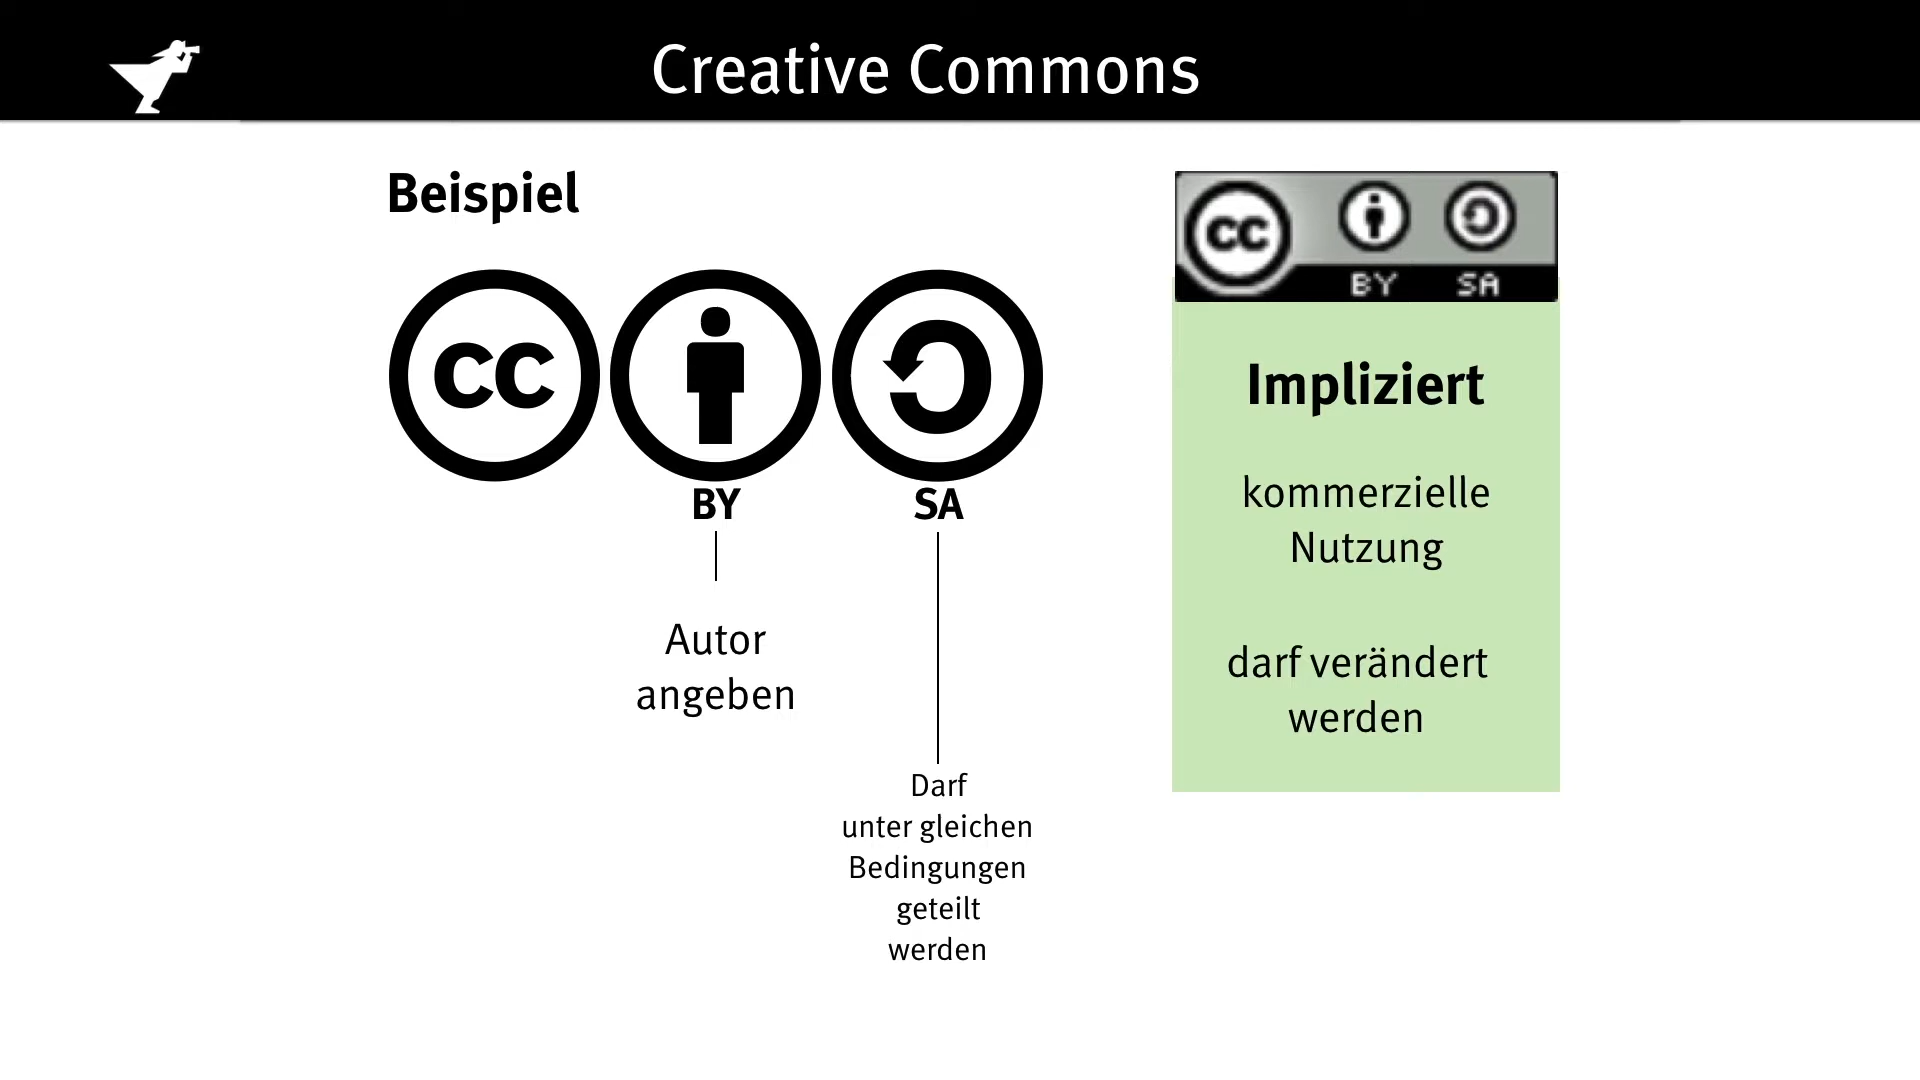 Creative Commons
Beispiel
cc
BY
SA
Autor
angeben
Darf
unter gleichen
Bedingungen
geteilt
werden
cc
BY SA
Impliziert
kommerzielle
Nutzung
darf verändert
werden